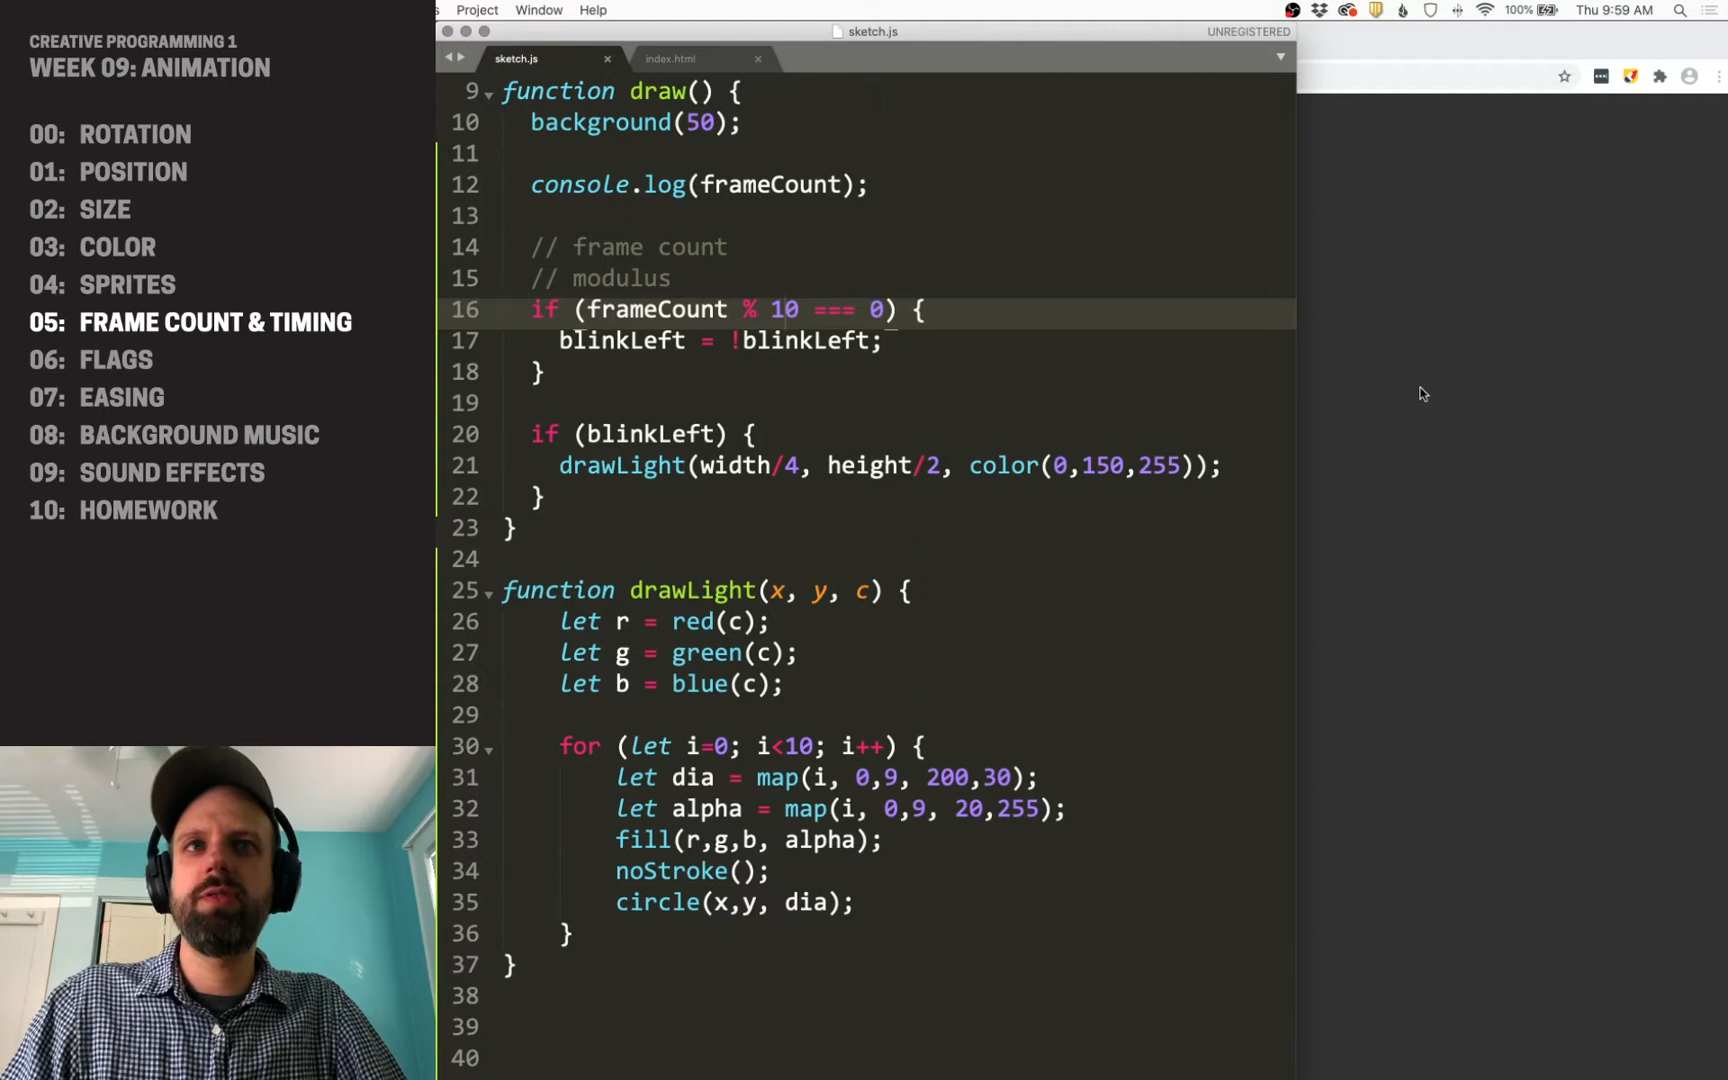 Project Window Help
100% Thu 9:59 AM
CREATIVE PROGRAMMING 1
WEEK 09: ANIMATION
00: ROTATION
01: POSITION
02: SIZE
03: COLOR
04: SPRITES
05: FRAME COUNT & TIMING
06: FLAGS
07: EASING
08: BACKGROUND MUSIC
09: SOUND EFFECTS
10: HOMEWORK
sketch.js
UNREGISTERED
sketch.js × index.html ×
9 function draw() {
10 background(50);
11
12 console.log(frameCount);
13
14 // frame count
15 // modulus
16 if (frameCount % 10 === 0) {
17 blinkLeft = !blinkLeft;
18 }
19
20 if (blinkLeft) {
21 drawLight(width/4, height/2, color(0,150,255));
22 }
23 }
24
25 function drawLight(x, y, c) {
26 let r = red(c);
27 let g = green(c);
28 let b = blue(c);
29
30 for (let i=0; i<10; i++) {
31 let dia = map(i, 0,9, 200,30);
32 let alpha = map(i, 0,9, 20,255);
33 fill(r,g,b, alpha);
34 noStroke();
35 circle(x,y, dia);
36 }
37 }
38
39
40